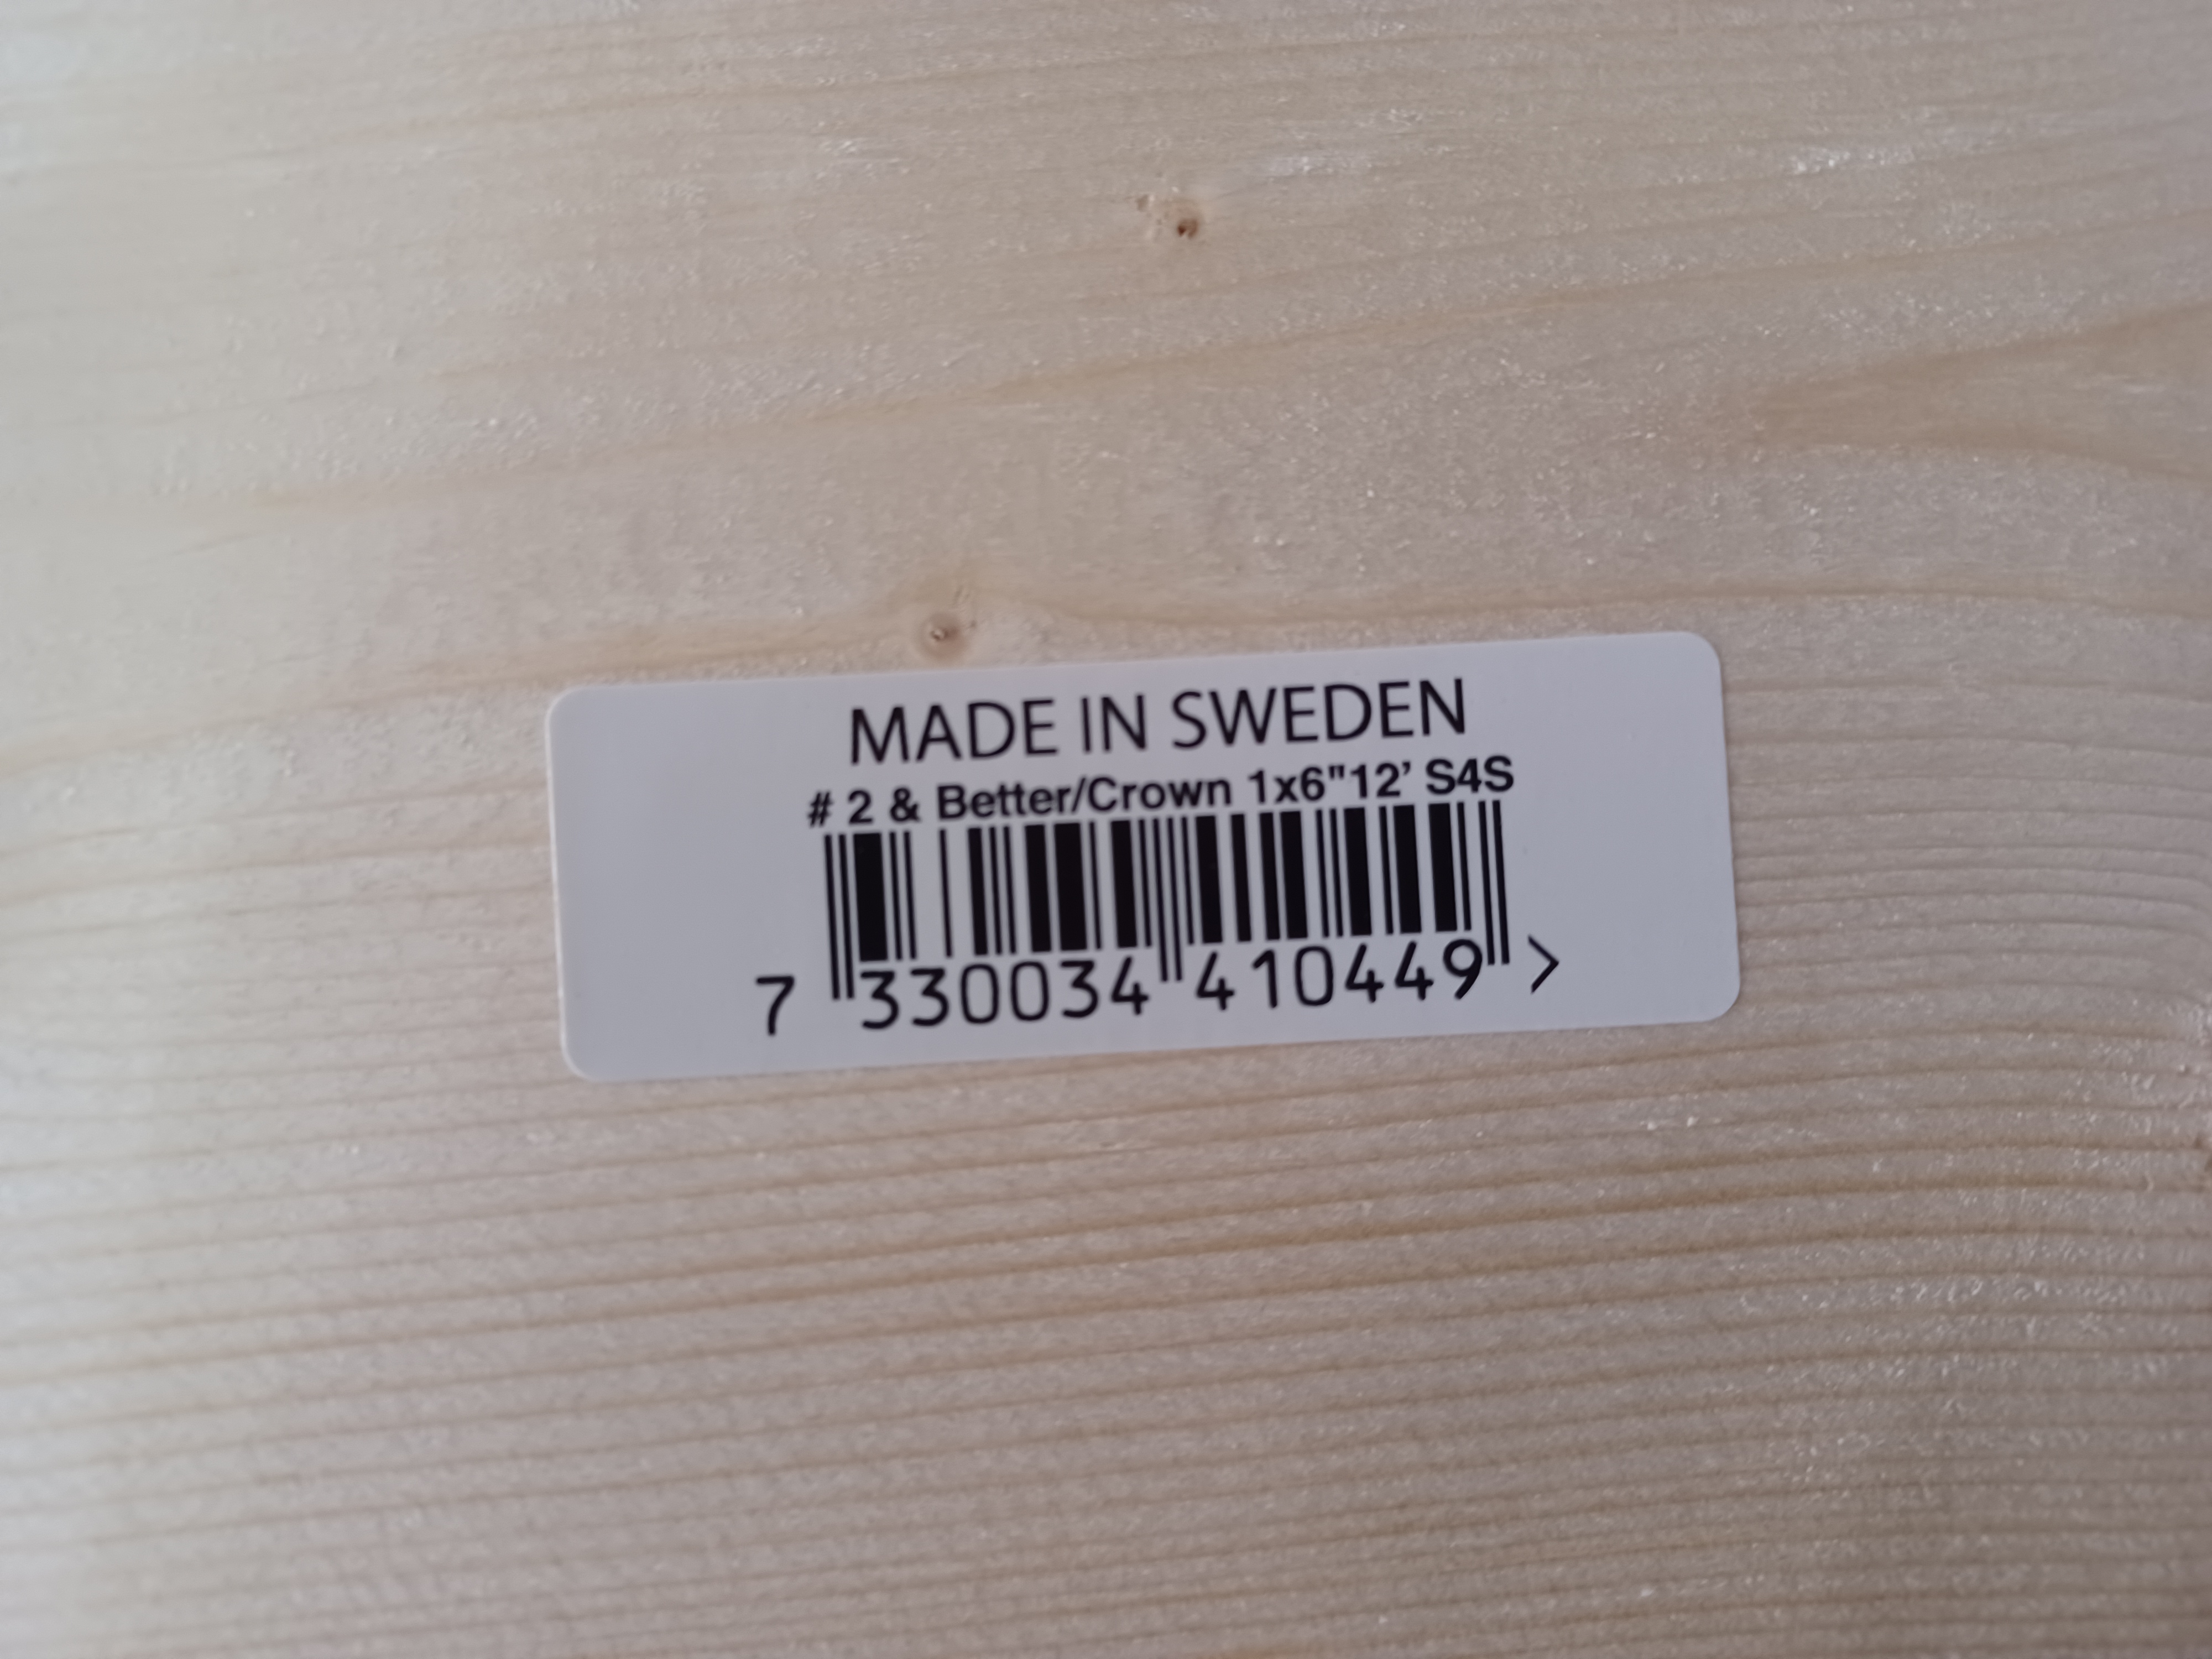 MADE IN SWEDEN
# 2 & Better/Crown 1x6"12’ S4S
7 330034 410449 >